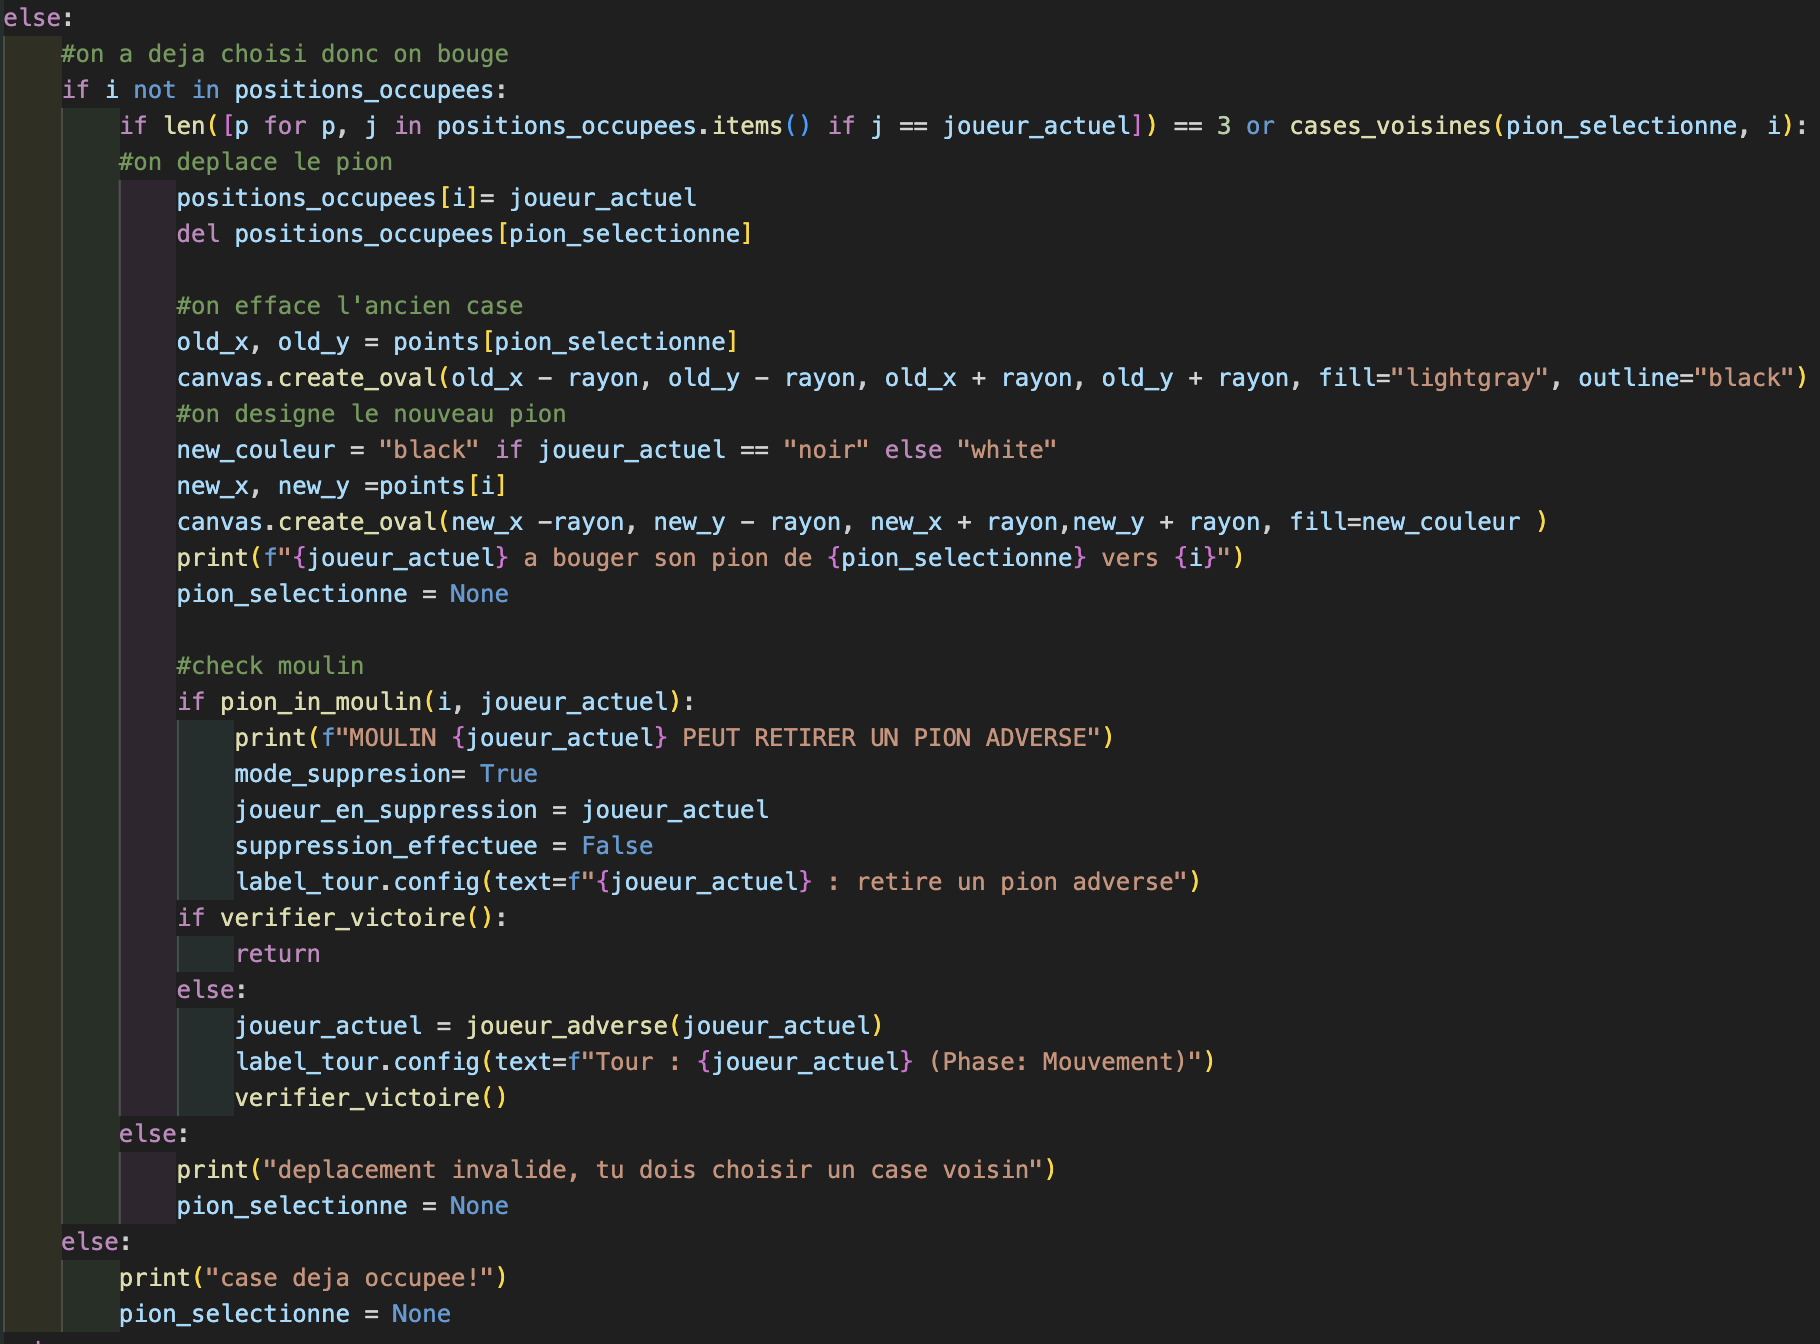 else:
    #on a deja choisi donc on bouge
    if i not in positions_occupees:
        if len([p for p, j in positions_occupees.items() if j == joueur_actuel]) == 3 or cases_voisines(pion_selectionne, i):
        #on deplace le pion
            positions_occupees[i]= joueur_actuel
            del positions_occupees[pion_selectionne]

            #on efface l'ancien case
            old_x, old_y = points[pion_selectionne]
            canvas.create_oval(old_x - rayon, old_y - rayon, old_x + rayon, old_y + rayon, fill="lightgray", outline="black")
            #on designe le nouveau pion
            new_couleur = "black" if joueur_actuel == "noir" else "white"
            new_x, new_y =points[i]
            canvas.create_oval(new_x -rayon, new_y - rayon, new_x + rayon,new_y + rayon, fill=new_couleur )
            print(f"{joueur_actuel} a bouger son pion de {pion_selectionne} vers {i}")
            pion_selectionne = None

            #check moulin
            if pion_in_moulin(i, joueur_actuel):
                print(f"MOULIN {joueur_actuel} PEUT RETIRER UN PION ADVERSE")
                mode_suppresion= True
                joueur_en_suppression = joueur_actuel
                suppression_effectuee = False
                label_tour.config(text=f"{joueur_actuel} : retire un pion adverse")
            if verifier_victoire():
                return
            else:
                joueur_actuel = joueur_adverse(joueur_actuel)
                label_tour.config(text=f"Tour : {joueur_actuel} (Phase: Mouvement)")
                verifier_victoire()
        else:
            print("deplacement invalide, tu dois choisir un case voisin")
            pion_selectionne = None
    else:
        print("case deja occupee!")
        pion_selectionne = None